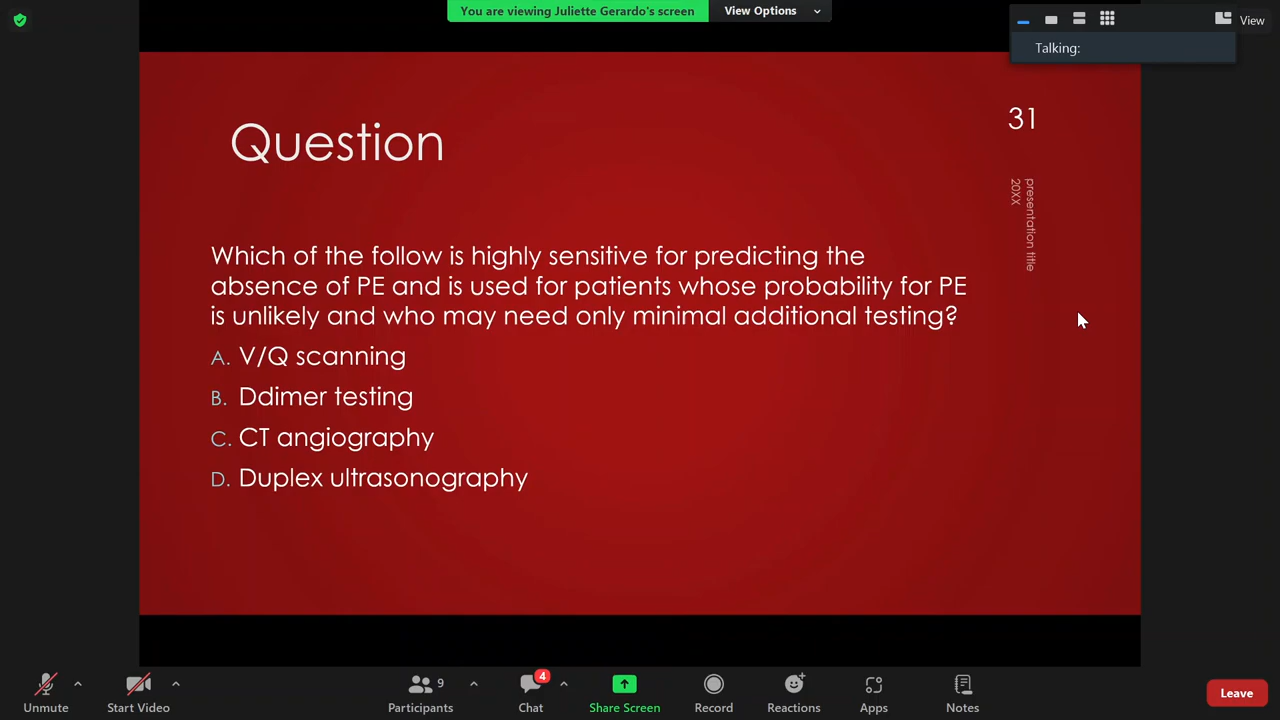 You are viewing Juliette Gerardo's screen View Options
View
Talking:
31
Question
presentation title
20XX
Which of the follow is highly sensitive for predicting the
absence of PE and is used for patients whose probability for PE
is unlikely and who may need only minimal additional testing?
A. V/Q scanning
B. Ddimer testing
C. CT angiography
D. Duplex ultrasonography
9
4
Unmute Start Video Participants Chat Share Screen Record Reactions Apps Notes Leave